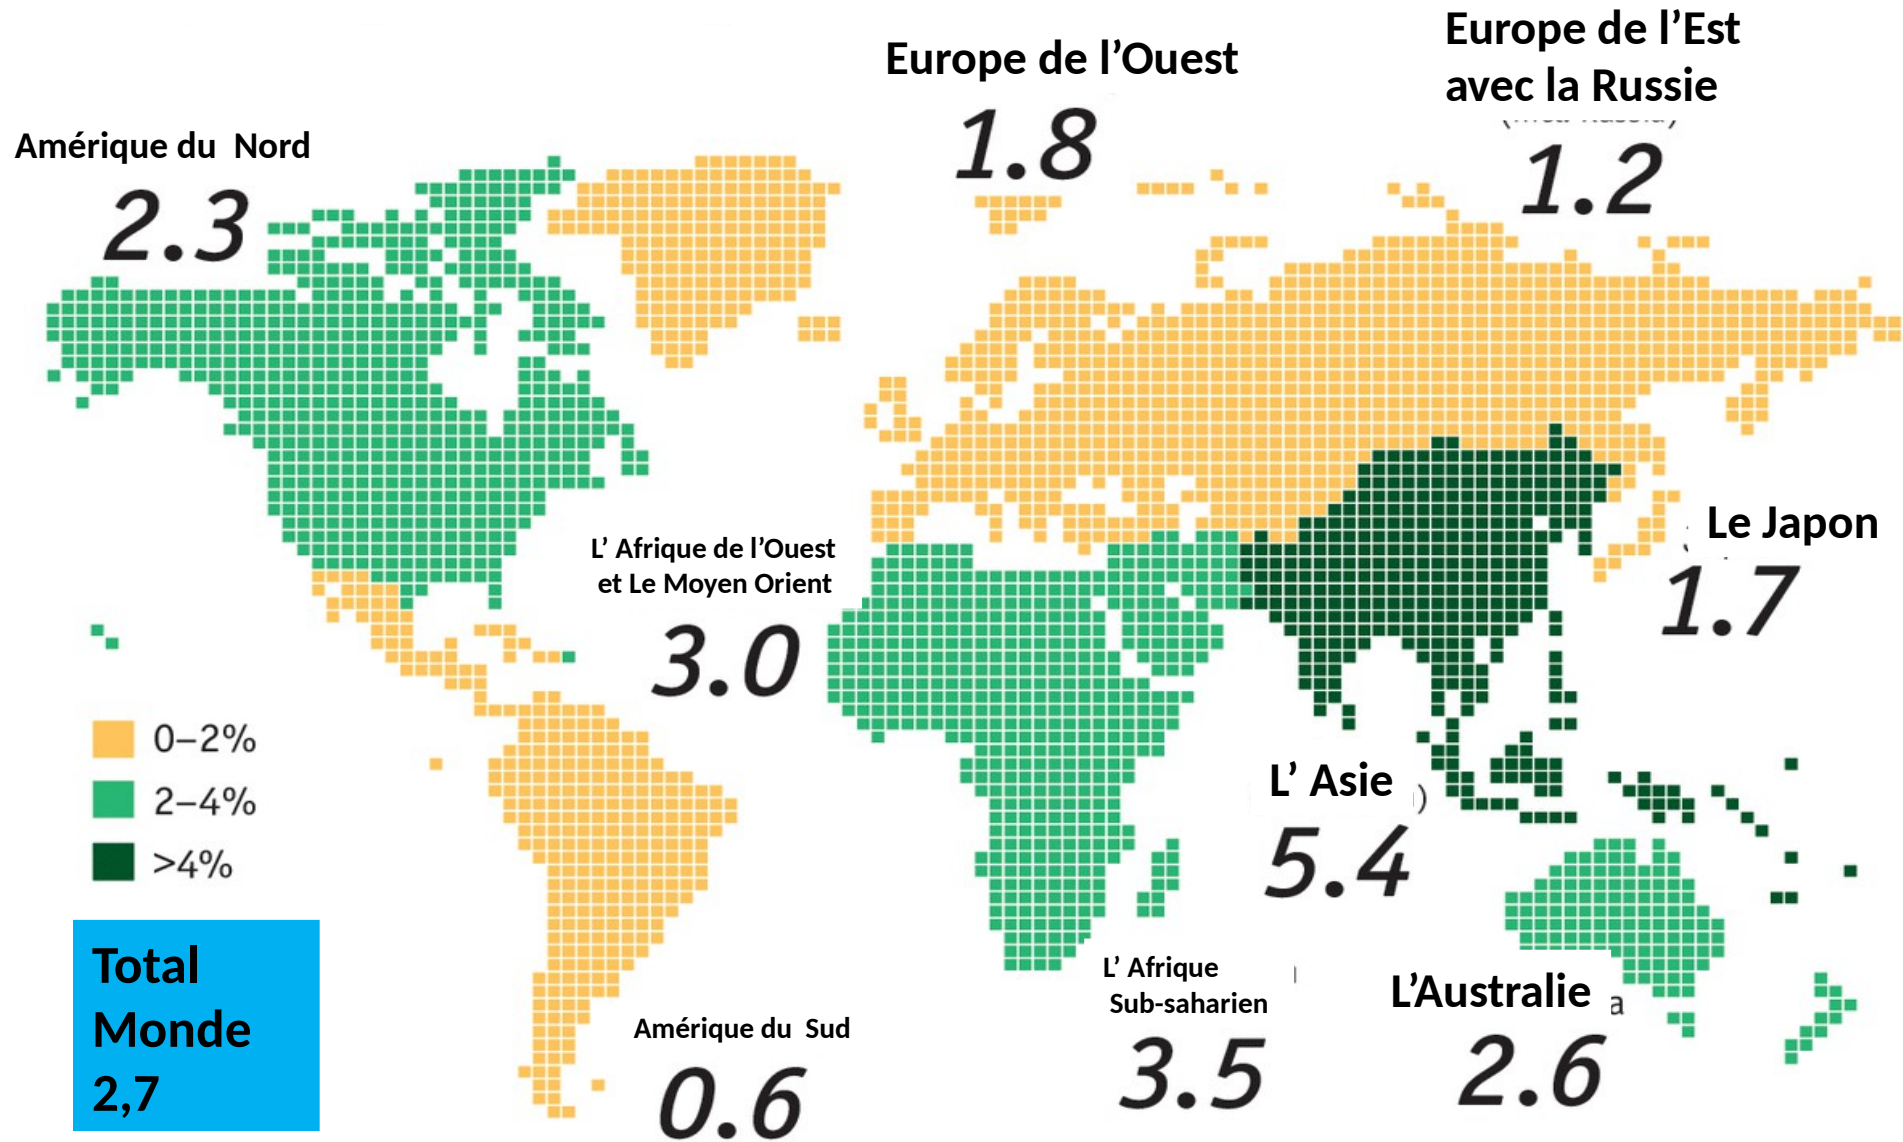 Europe de l’Est
avec la Russie
1.2
Europe de l’Ouest
1.8
Amérique du  Nord
2.3
Le Japon
1.7
L’ Afrique de l’Ouest
et Le Moyen Orient
3.0
0–2%
2–4%
>4%
L’ Asie
)
5.4
Total
Monde
2,7
L’ Afrique
Sub-saharien
3.5
L’Australie
a
2.6
Amérique du  Sud
0.6